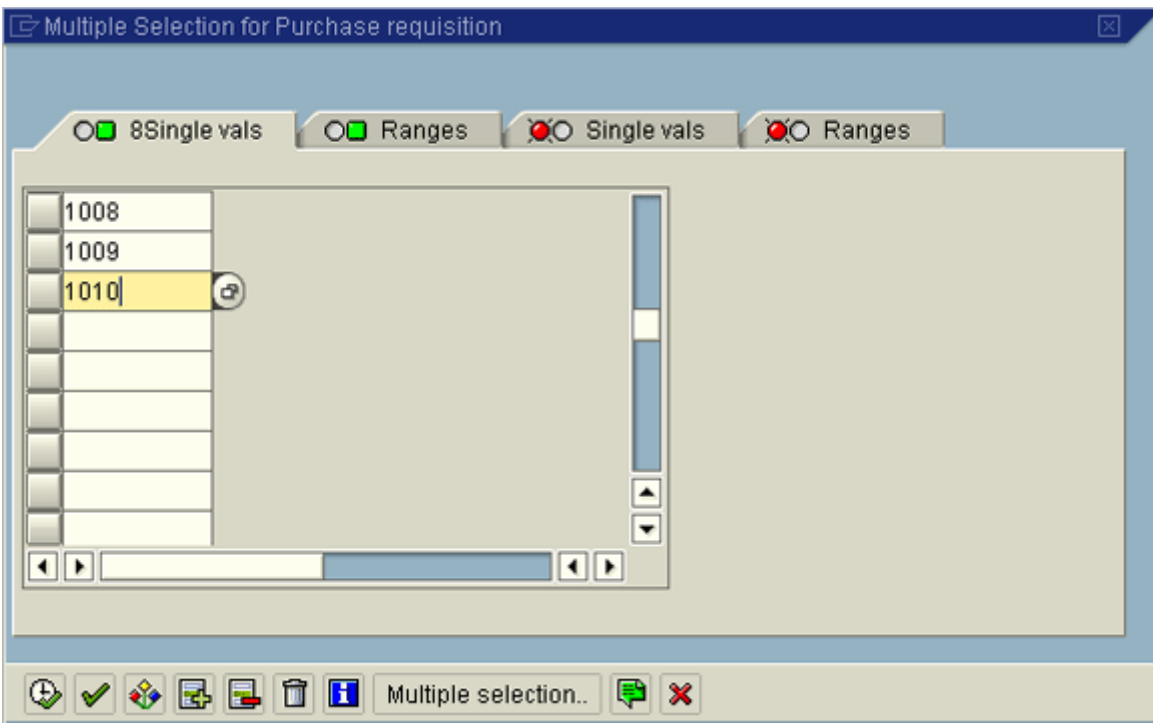 Multiple Selection for Purchase requisition
8Single vals
Ranges
Single vals
Ranges
1008
1009
1010
Multiple selection..